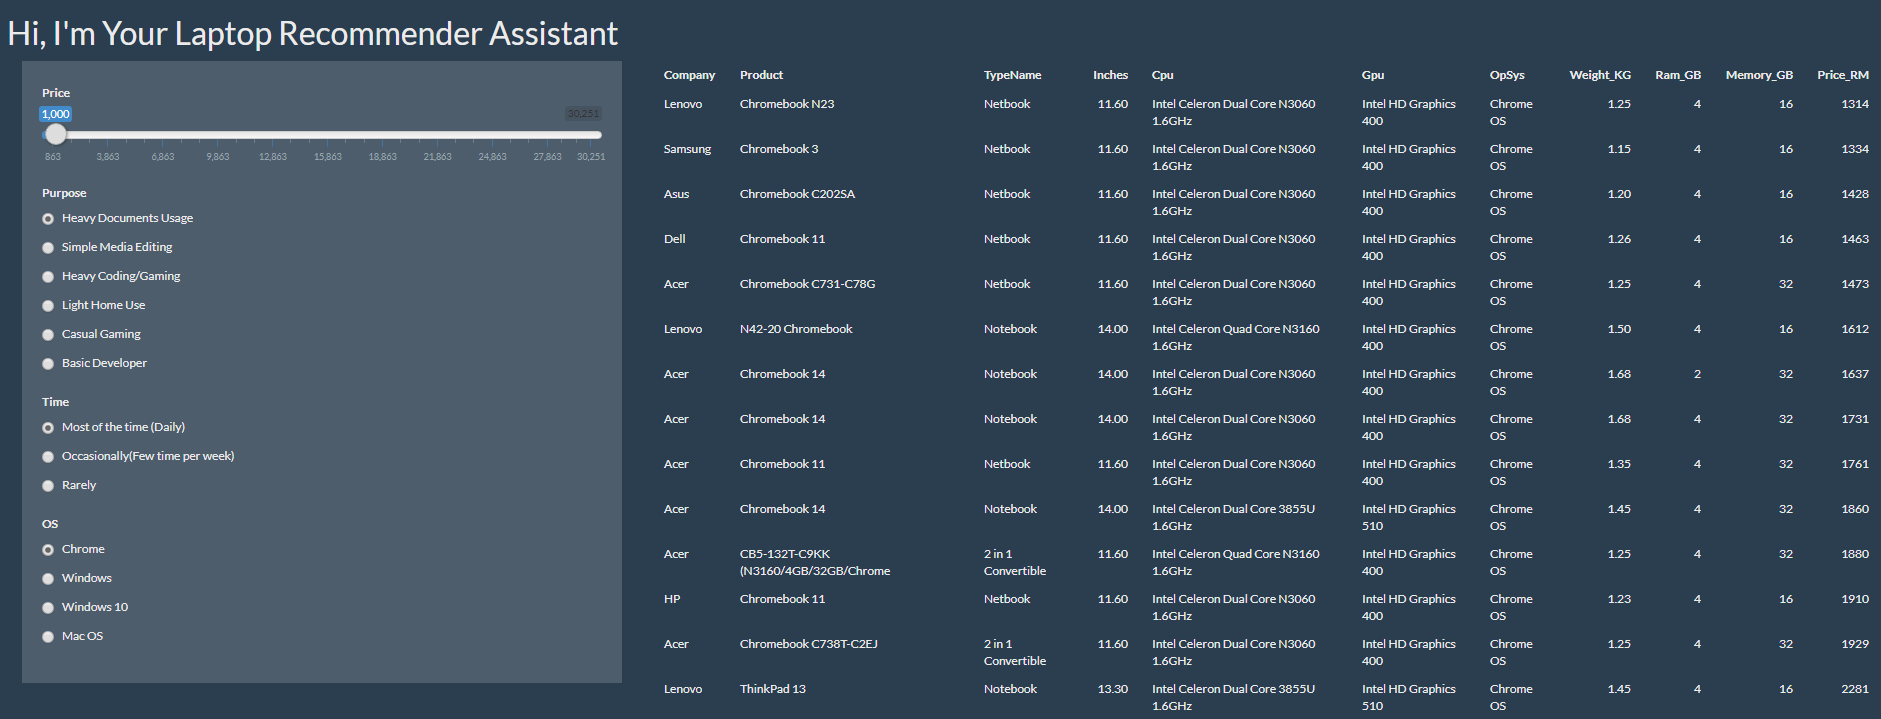 Hi, I'm Your Laptop Recommender Assistant
Price
1,000 30,251
863 3,863 6,863 9,863 12,863 15,863 18,863 21,863 24,863 27,863 30,251
Purpose
Heavy Documents Usage
Simple Media Editing
Heavy Coding/Gaming
Light Home Use
Casual Gaming
Basic Developer
Time
Most of the time (Daily)
Occasionally(Few time per week)
Rarely
OS
Chrome
Windows
Windows 10
Mac OS
Company Product TypeName Inches Cpu Gpu OpSys Weight_KG Ram_GB Memory_GB Price_RM
Lenovo Chromebook N23 Netbook 11.60 Intel Celeron Dual Core N3060 Intel HD Graphics Chrome 1.25 4 16 1314
1.6GHz 400 OS
Samsung Chromebook 3 Netbook 11.60 Intel Celeron Dual Core N3060 Intel HD Graphics Chrome 1.15 4 16 1334
1.6GHz 400 OS
Asus Chromebook C202SA Netbook 11.60 Intel Celeron Dual Core N3060 Intel HD Graphics Chrome 1.20 4 16 1428
1.6GHz 400 OS
Dell Chromebook 11 Netbook 11.60 Intel Celeron Dual Core N3060 Intel HD Graphics Chrome 1.26 4 16 1463
1.6GHz 400 OS
Acer Chromebook C731-C78G Netbook 11.60 Intel Celeron Dual Core N3060 Intel HD Graphics Chrome 1.25 4 32 1473
1.6GHz 400 OS
Lenovo N42-20 Chromebook Notebook 14.00 Intel Celeron Quad Core N3160 Intel HD Graphics Chrome 1.50 4 16 1612
1.6GHz 400 OS
Acer Chromebook 14 Notebook 14.00 Intel Celeron Dual Core N3060 Intel HD Graphics Chrome 1.68 2 32 1637
1.6GHz 400 OS
Acer Chromebook 14 Notebook 14.00 Intel Celeron Dual Core N3060 Intel HD Graphics Chrome 1.68 4 32 1731
1.6GHz 400 OS
Acer Chromebook 11 Netbook 11.60 Intel Celeron Dual Core N3060 Intel HD Graphics Chrome 1.35 4 32 1761
1.6GHz 400 OS
Acer Chromebook 14 Notebook 14.00 Intel Celeron Dual Core 3855U Intel HD Graphics Chrome 1.45 4 32 1860
1.6GHz 510 OS
Acer CB5-132T-C9KK 2 in 1 11.60 Intel Celeron Quad Core N3160 Intel HD Graphics Chrome 1.25 4 32 1880
(N3160/4GB/32GB/Chrome Convertible 1.6GHz 400 OS
HP Chromebook 11 Netbook 11.60 Intel Celeron Dual Core N3060 Intel HD Graphics Chrome 1.23 4 16 1910
1.6GHz 400 OS
Acer Chromebook C738T-C2EJ 2 in 1 11.60 Intel Celeron Dual Core N3060 Intel HD Graphics Chrome 1.25 4 32 1929
Convertible 1.6GHz 400 OS
Lenovo ThinkPad 13 Notebook 13.30 Intel Celeron Dual Core 3855U Intel HD Graphics Chrome 1.45 4 16 2281
1.6GHz 510 OS